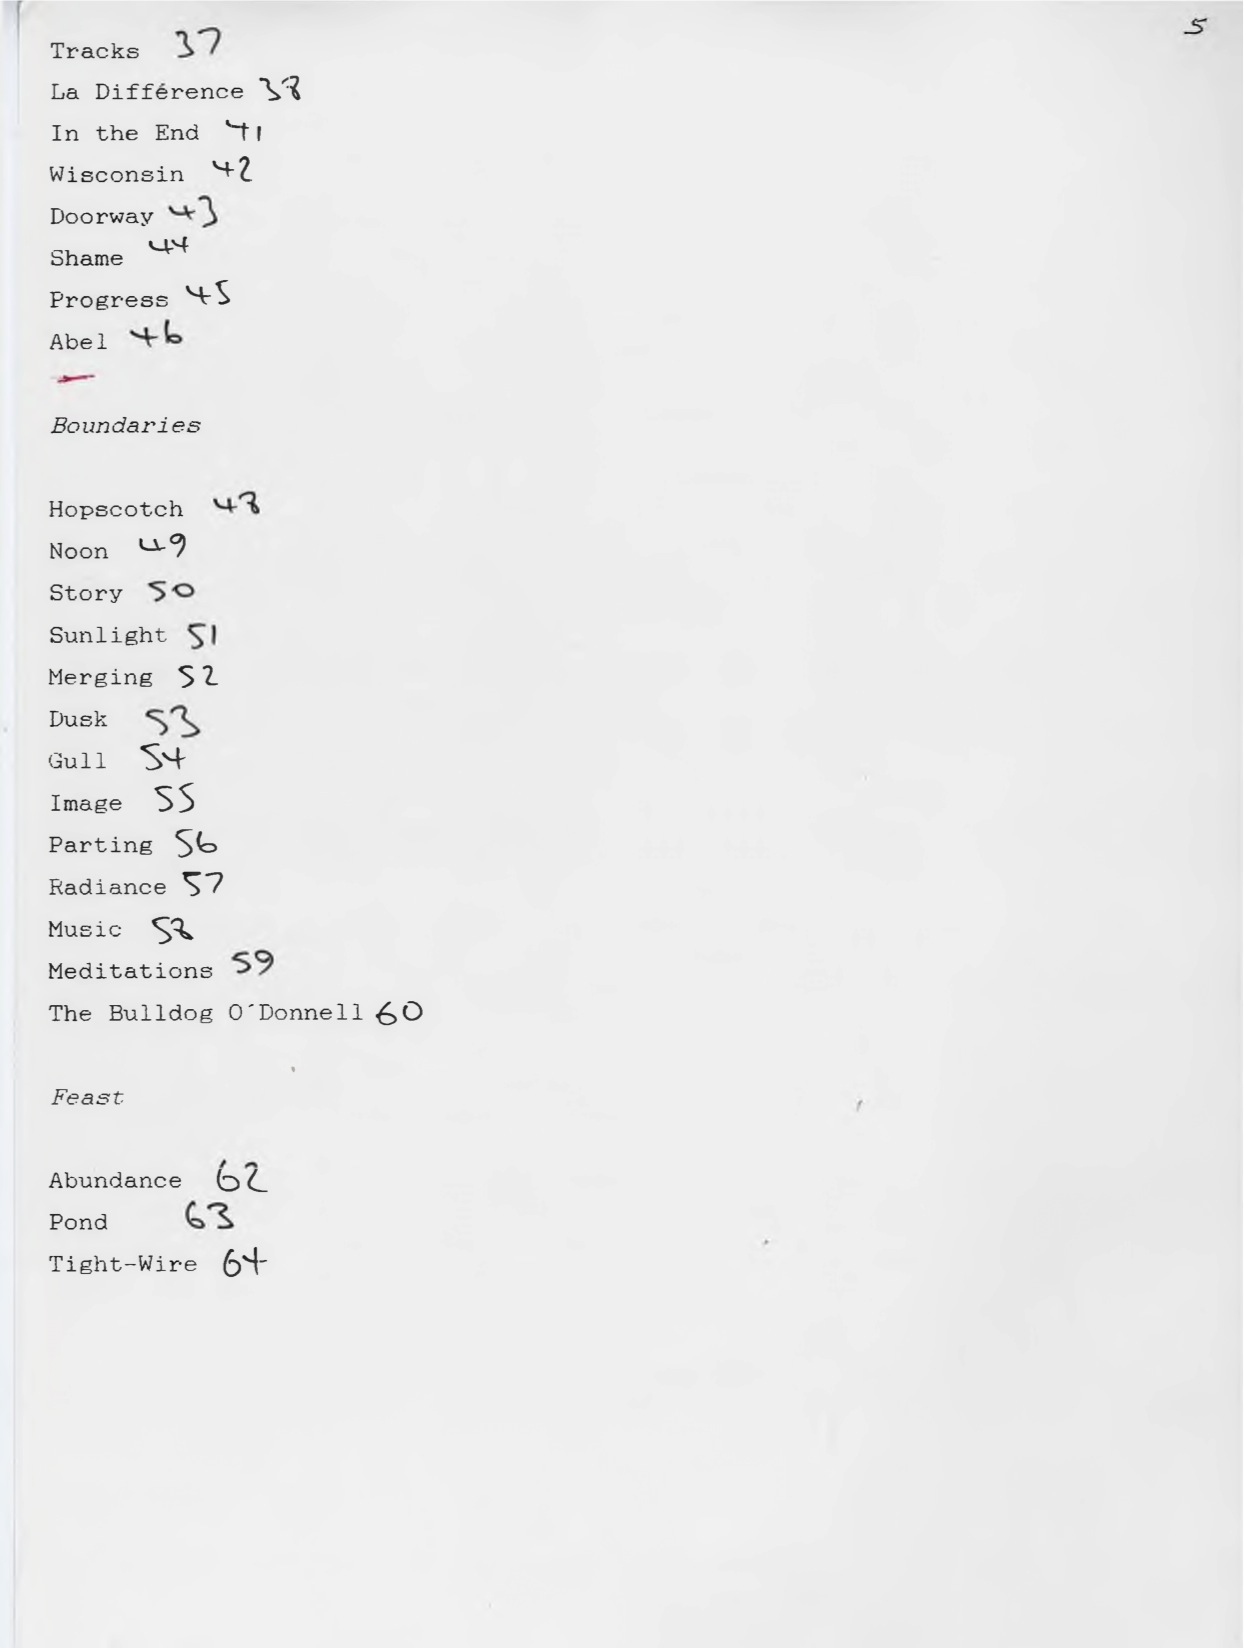 5
Tracks 37
La Différence 38
In the End 41
Wisconsin 42
Doorway 43
Shame 44
Progress 45
Abel 46
Boundaries
Hopscotch 48
Noon 49
Story 50
Sunlight 51
Merging 52
Dusk 53
Gull 54
Image 55
Parting 56
Radiance 57
Music 58
Meditations 59
The Bulldog O´Donnell 60
Feast
Abundance 62
Pond 63
Tight-Wire 64